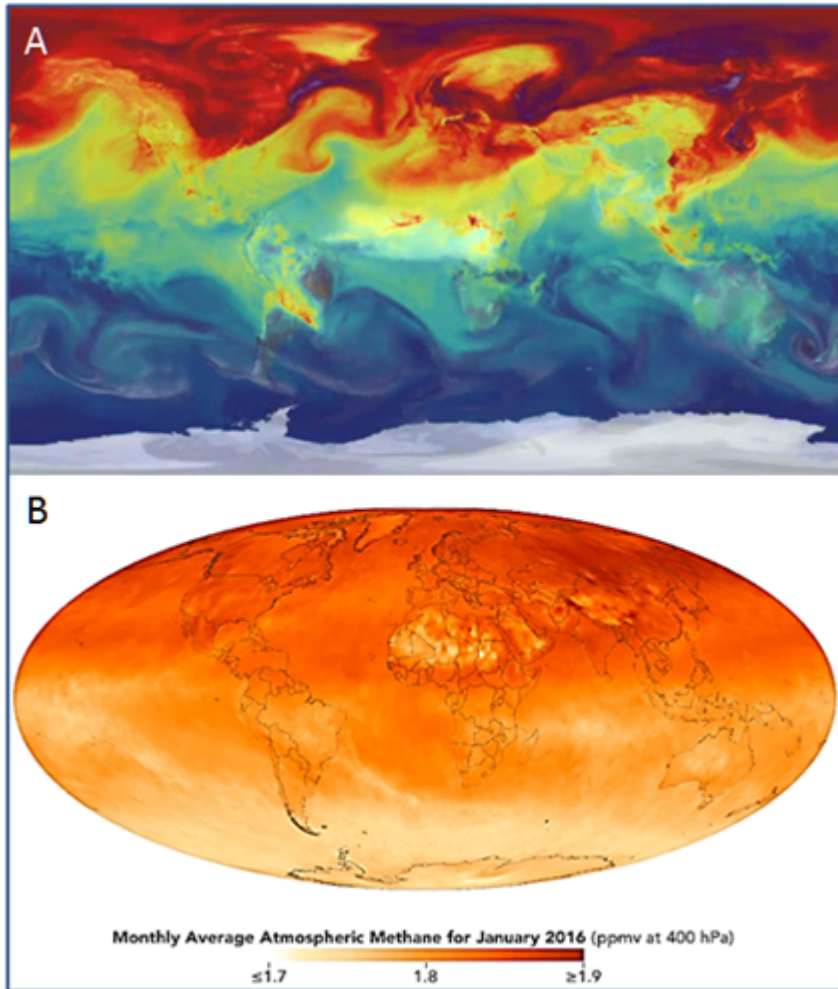 A
B
Monthly Average Atmospheric Methane for January 2016 (ppmv at 400 hPa)
≤1.7 1.8 ≥1.9